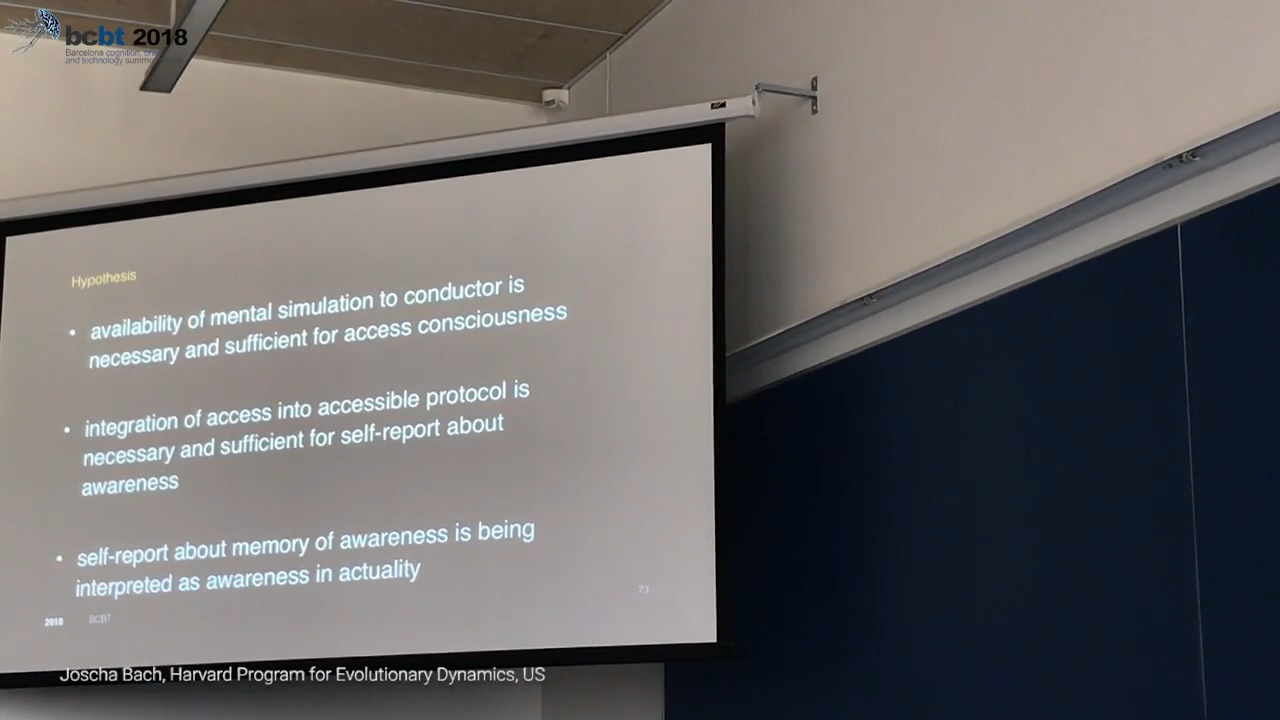 bcbt 2018
Barcelona cognition,
and technology
Hypothesis
• availability of mental simulation to conductor is
necessary and sufficient for access consciousness
• integration of access into accessible protocol is
necessary and sufficient for self-report about
awareness
• self-report about memory of awareness is being
interpreted as awareness in actuality
73
2018 BCBT
Joscha Bach, Harvard Program for Evolutionary Dynamics, US